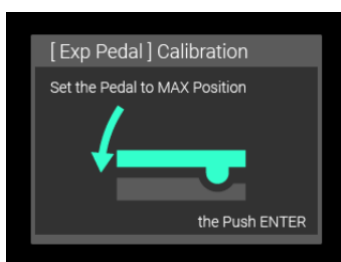 [ Exp Pedal ] Calibration
Set the Pedal to MAX Position
the Push ENTER